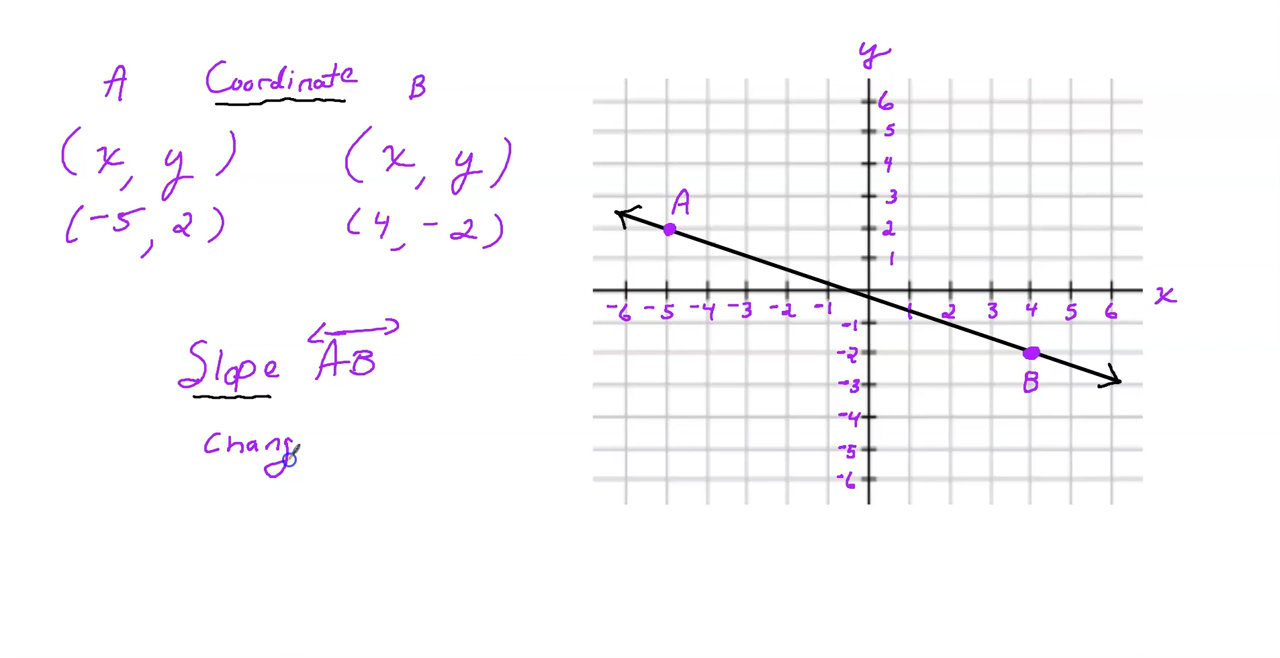 A Coordinate B
(x, y) (x, y)
(-5, 2) (4, -2)
Slope AB
Chang
y
6
5
4
3
A
2
1
x
-6 -5 -4 -3 -2 -1 1 2 3 4 5 6
-1
-2
B
-3
-4
-5
-6